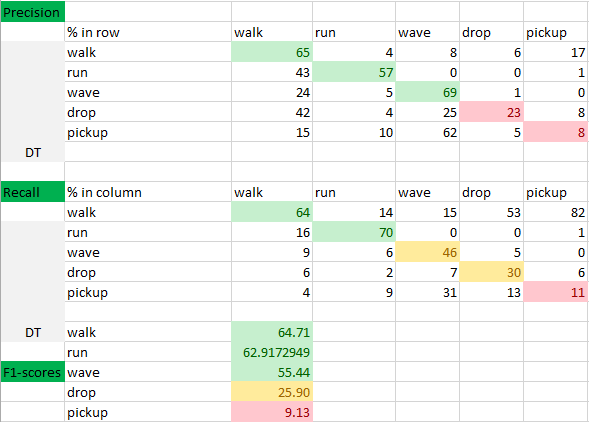 Precision
% in row walk run wave drop pickup
walk 65 4 8 6 17
run 43 57 0 0 1
wave 24 5 69 1 0
drop 42 4 25 23 8
pickup 15 10 62 5 8
DT
Recall % in column walk run wave drop pickup
walk 64 14 15 53 82
run 16 70 0 0 1
wave 9 6 46 5 0
drop 6 2 7 30 6
pickup 4 9 31 13 11
DT walk 64.71
run 62.9172949
F1-scores wave 55.44
drop 25.90
pickup 9.13